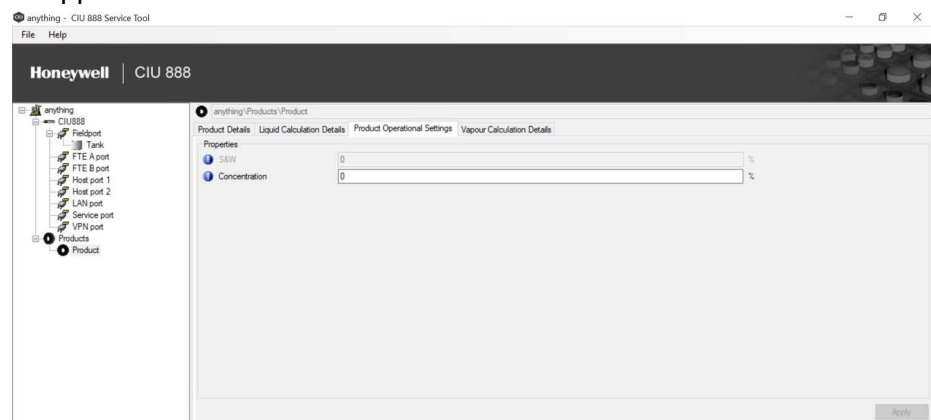 anything - CIU 888 Service Tool
File Help
Honeywell | CIU 888
anything
CIU888
Fieldport
Tank
FTE A port
FTE B port
Host port 1
Host port 2
LAN port
Service port
VPN port
Products
Product
anything\Products\Product
Product Details Liquid Calculation Details Product Operational Settings Vapour Calculation Details
Properties
S&W 0 %
Concentration 0 %
Apply